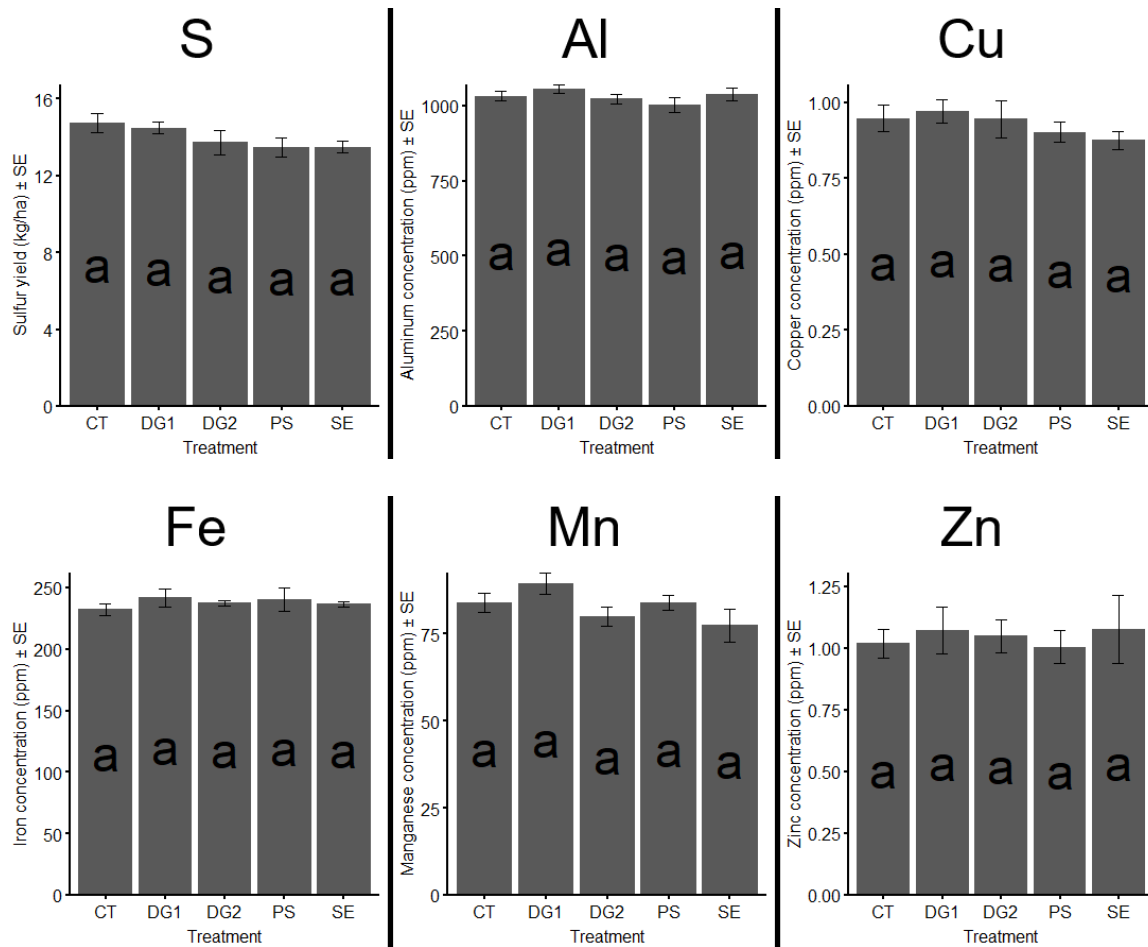 S
Sulfur yield (kg/ha) ± SE
16
12
8
4
0
a a a a a
CT DG1 DG2 PS SE
Treatment
Al
Aluminum concentration (ppm) ± SE
1000
750
500
250
0
a a a a a
CT DG1 DG2 PS SE
Treatment
Cu
Copper concentration (ppm) ± SE
1.00
0.75
0.50
0.25
0.00
a a a a a
CT DG1 DG2 PS SE
Treatment
Fe
Iron concentration (ppm) ± SE
250
200
150
100
50
0
a a a a a
CT DG1 DG2 PS SE
Treatment
Mn
Manganese concentration (ppm) ± SE
75
50
25
0
a a a a a
CT DG1 DG2 PS SE
Treatment
Zn
Zinc concentration (ppm) ± SE
1.25
1.00
0.75
0.50
0.25
0.00
a a a a a
CT DG1 DG2 PS SE
Treatment